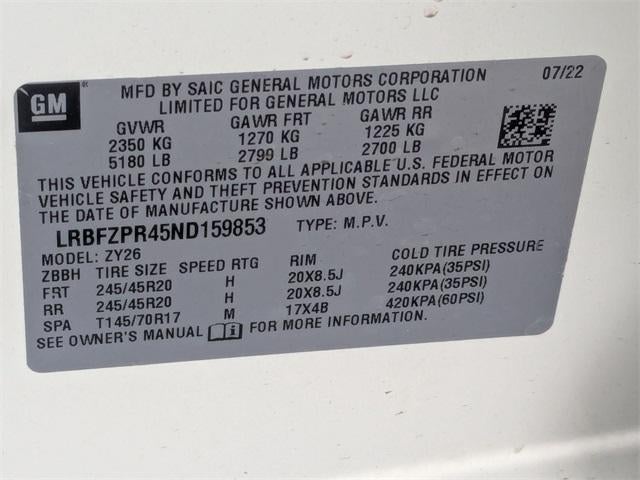 GM ®
MFD BY SAIC GENERAL MOTORS CORPORATION 07/22
LIMITED FOR GENERAL MOTORS LLC
GVWR GAWR FRT GAWR RR
2350 KG 1270 KG 1225 KG
5180 LB 2799 LB 2700 LB
THIS VEHICLE CONFORMS TO ALL APPLICABLE U.S. FEDERAL MOTOR
VEHICLE SAFETY AND THEFT PREVENTION STANDARDS IN EFFECT ON
THE DATE OF MANUFACTURE SHOWN ABOVE.
LRBFZPR45ND159853 TYPE: M.P.V.
MODEL: ZY26
ZBBH TIRE SIZE SPEED RTG RIM COLD TIRE PRESSURE
FRT 245/45R20 H 20X8.5J 240KPA(35PSI)
RR 245/45R20 H 20X8.5J 240KPA(35PSI)
SPA T145/70R17 M 17X4B 420KPA(60PSI)
SEE OWNER'S MANUAL FOR MORE INFORMATION.